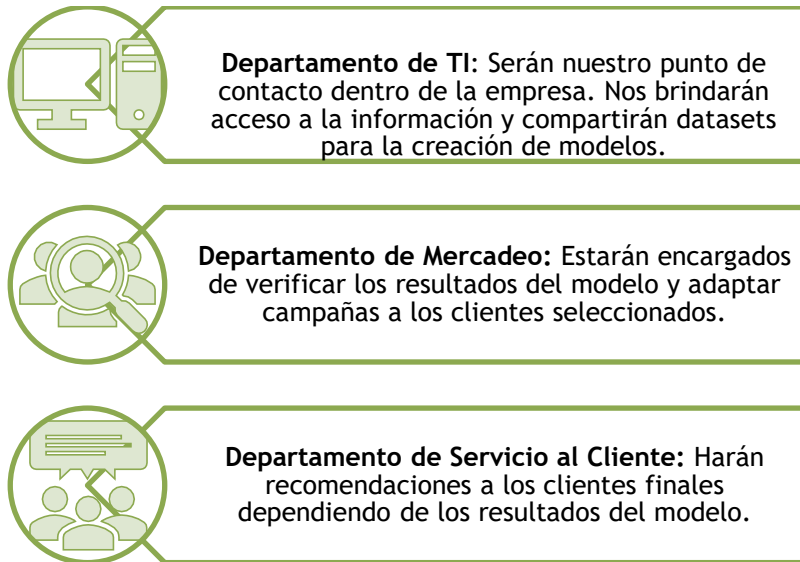 Departamento de TI: Serán nuestro punto de
contacto dentro de la empresa. Nos brindarán
acceso a la información y compartirán datasets
para la creación de modelos.
Departamento de Mercadeo: Estarán encargados
de verificar los resultados del modelo y adaptar
campañas a los clientes seleccionados.
Departamento de Servicio al Cliente: Harán
recomendaciones a los clientes finales
dependiendo de los resultados del modelo.